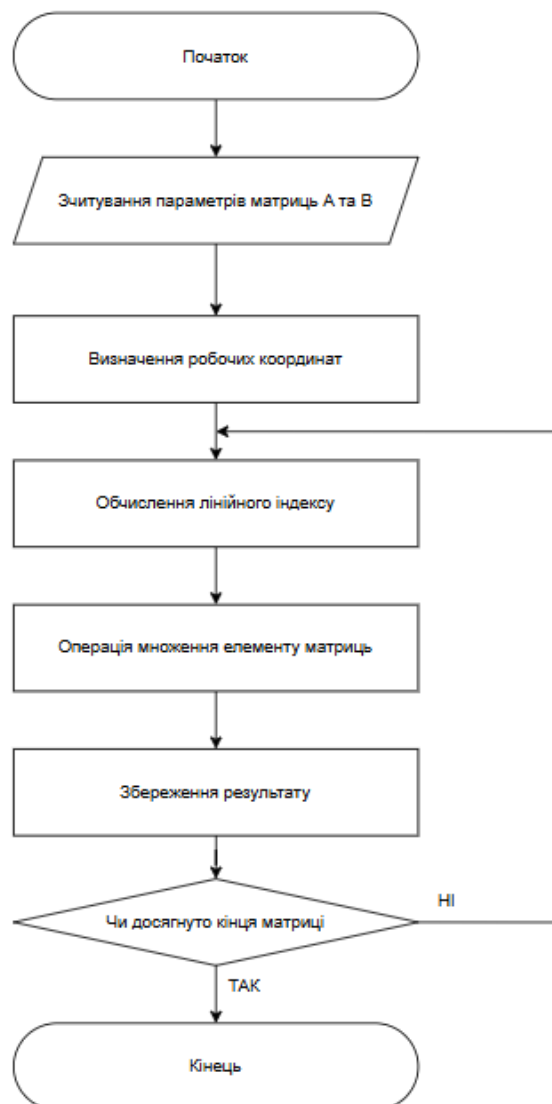 Початок
Зчитування параметрів матриць А та В
Визначення робочих координат
Обчислення лінійного індексу
Операція множення елементу матриць
Збереження результату
Чи досягнуто кінця матриці
НІ
ТАК
Кінець